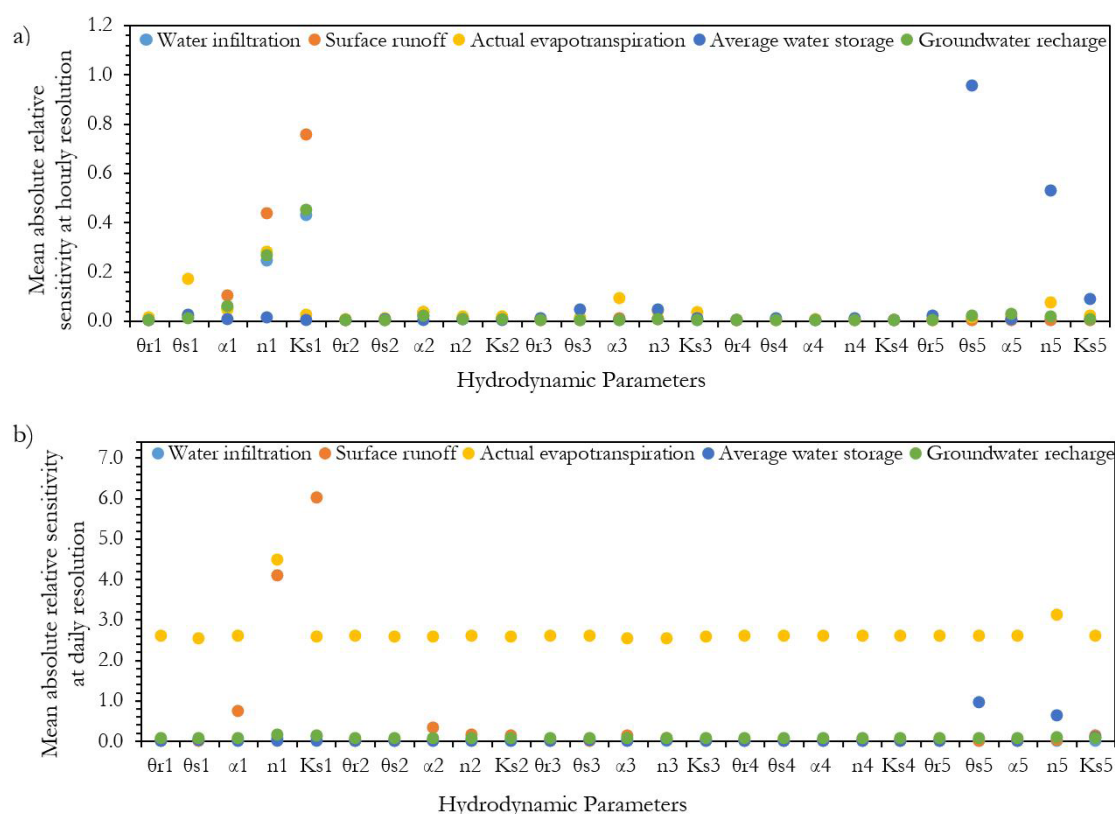 a)
Mean absolute relative
sensitivity at hourly resolution
1.2
1.0
0.8
0.6
0.4
0.2
0.0
Water infiltration Surface runoff Actual evapotranspiration Average water storage Groundwater recharge
θr1 θs1 α1 n1 Ks1 θr2 θs2 α2 n2 Ks2 θr3 θs3 α3 n3 Ks3 θr4 θs4 α4 n4 Ks4 θr5 θs5 α5 n5 Ks5
Hydrodynamic Parameters
b)
Mean absolute relative sensitivity
at daily resolution
7.0
6.0
5.0
4.0
3.0
2.0
1.0
0.0
Water infiltration Surface runoff Actual evapotranspiration Average water storage Groundwater recharge
θr1 θs1 α1 n1 Ks1 θr2 θs2 α2 n2 Ks2 θr3 θs3 α3 n3 Ks3 θr4 θs4 α4 n4 Ks4 θr5 θs5 α5 n5 Ks5
Hydrodynamic Parameters